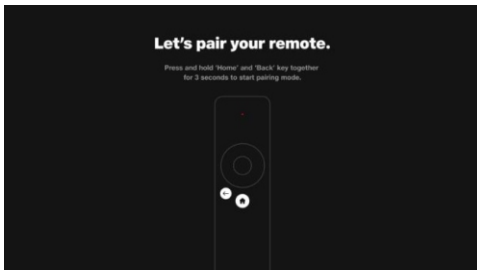 Let's pair your remote.
Press and hold 'Home' and 'Back' key together
for 3 seconds to start pairing mode.